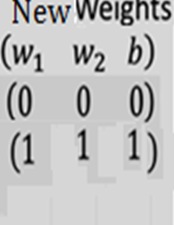 New Weights
(w₁ w₂ b)
(0 0 0)
(1 1 1)